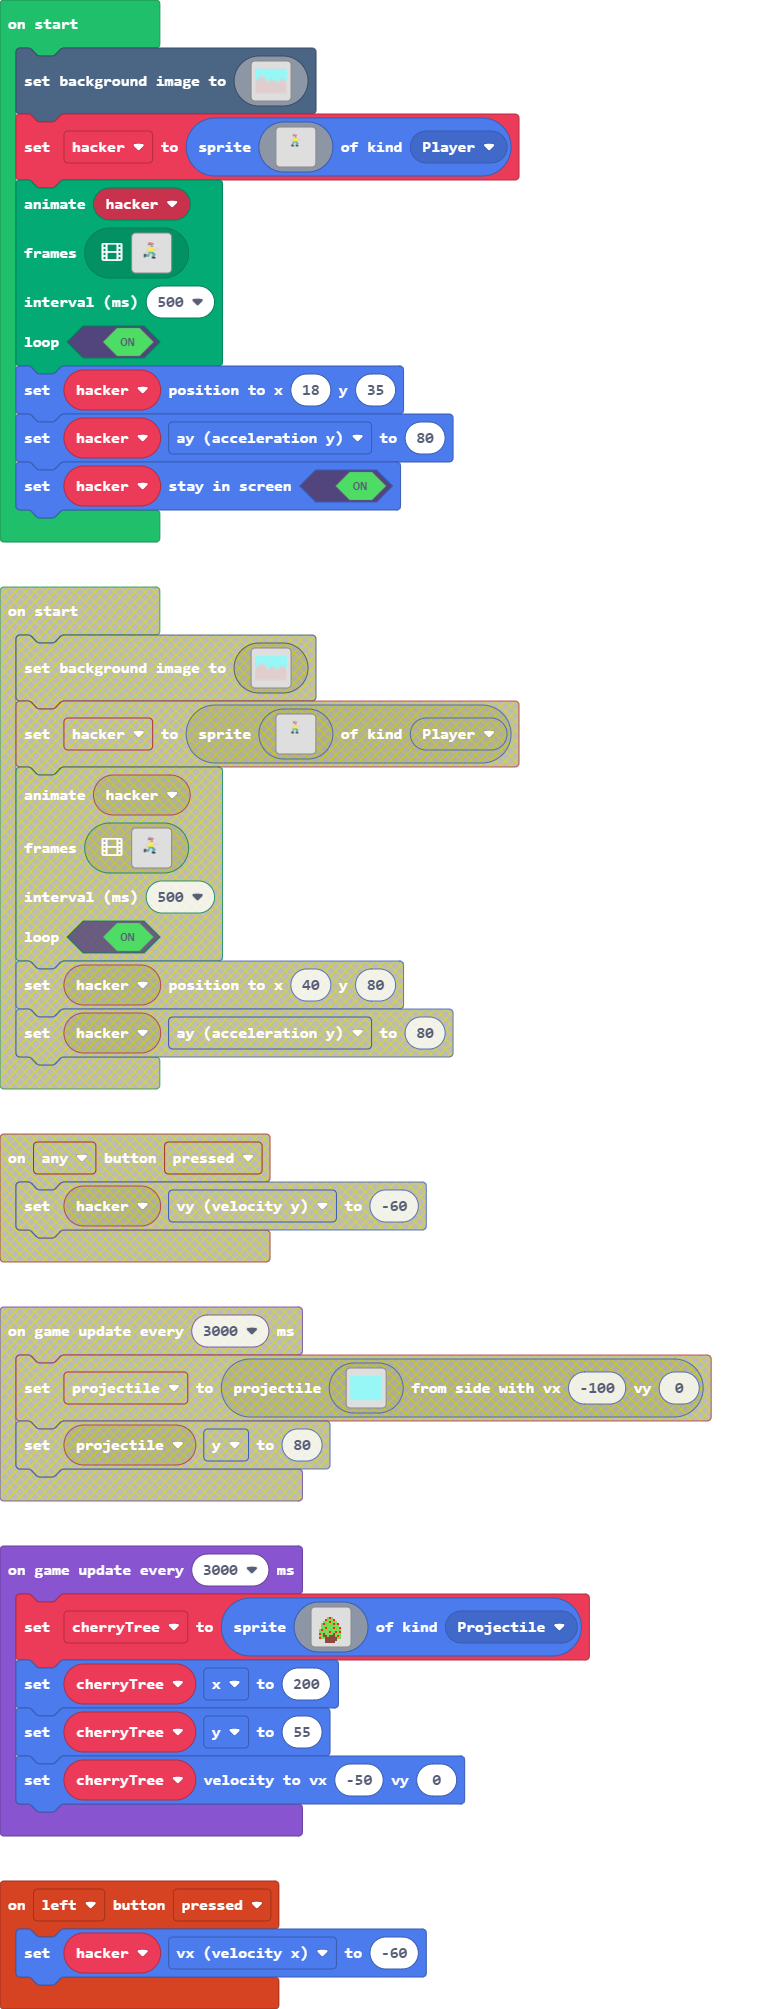 on start
set background image to
set hacker to sprite of kind Player
animate hacker
frames
interval (ms) 500
loop ON
set hacker position to x 18 y 35
set hacker ay (acceleration y) to 80
set hacker stay in screen ON
on start
set background image to
set hacker to sprite of kind Player
animate hacker
frames
interval (ms) 500
loop ON
set hacker position to x 40 y 80
set hacker ay (acceleration y) to 80
on any button pressed
set hacker vy (velocity y) to -60
on game update every 3000 ms
set projectile to projectile from side with vx -100 vy 0
set projectile y to 80
on game update every 3000 ms
set cherryTree to sprite of kind Projectile
set cherryTree x to 200
set cherryTree y to 55
set cherryTree velocity to vx -50 vy 0
on left button pressed
set hacker vx (velocity x) to -60